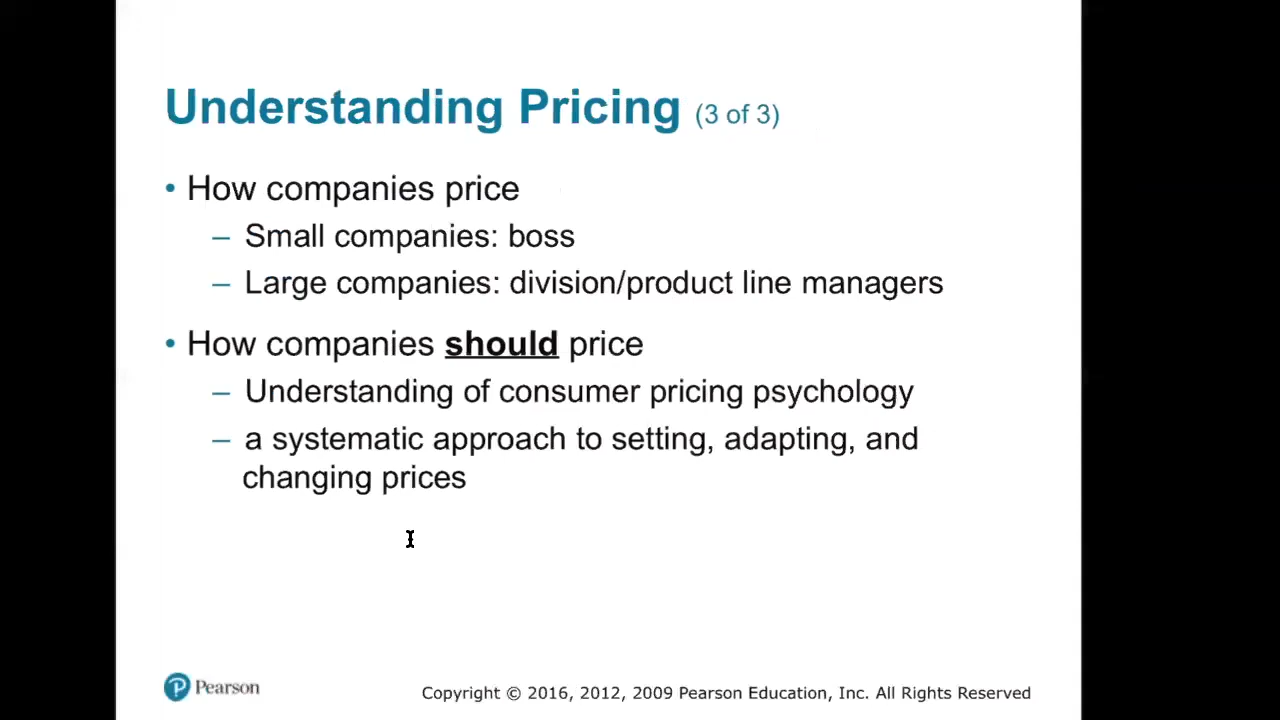 Understanding Pricing (3 of 3)
• How companies price
– Small companies: boss
– Large companies: division/product line managers
• How companies should price
– Understanding of consumer pricing psychology
– a systematic approach to setting, adapting, and
changing prices
Pearson
Copyright © 2016, 2012, 2009 Pearson Education, Inc. All Rights Reserved